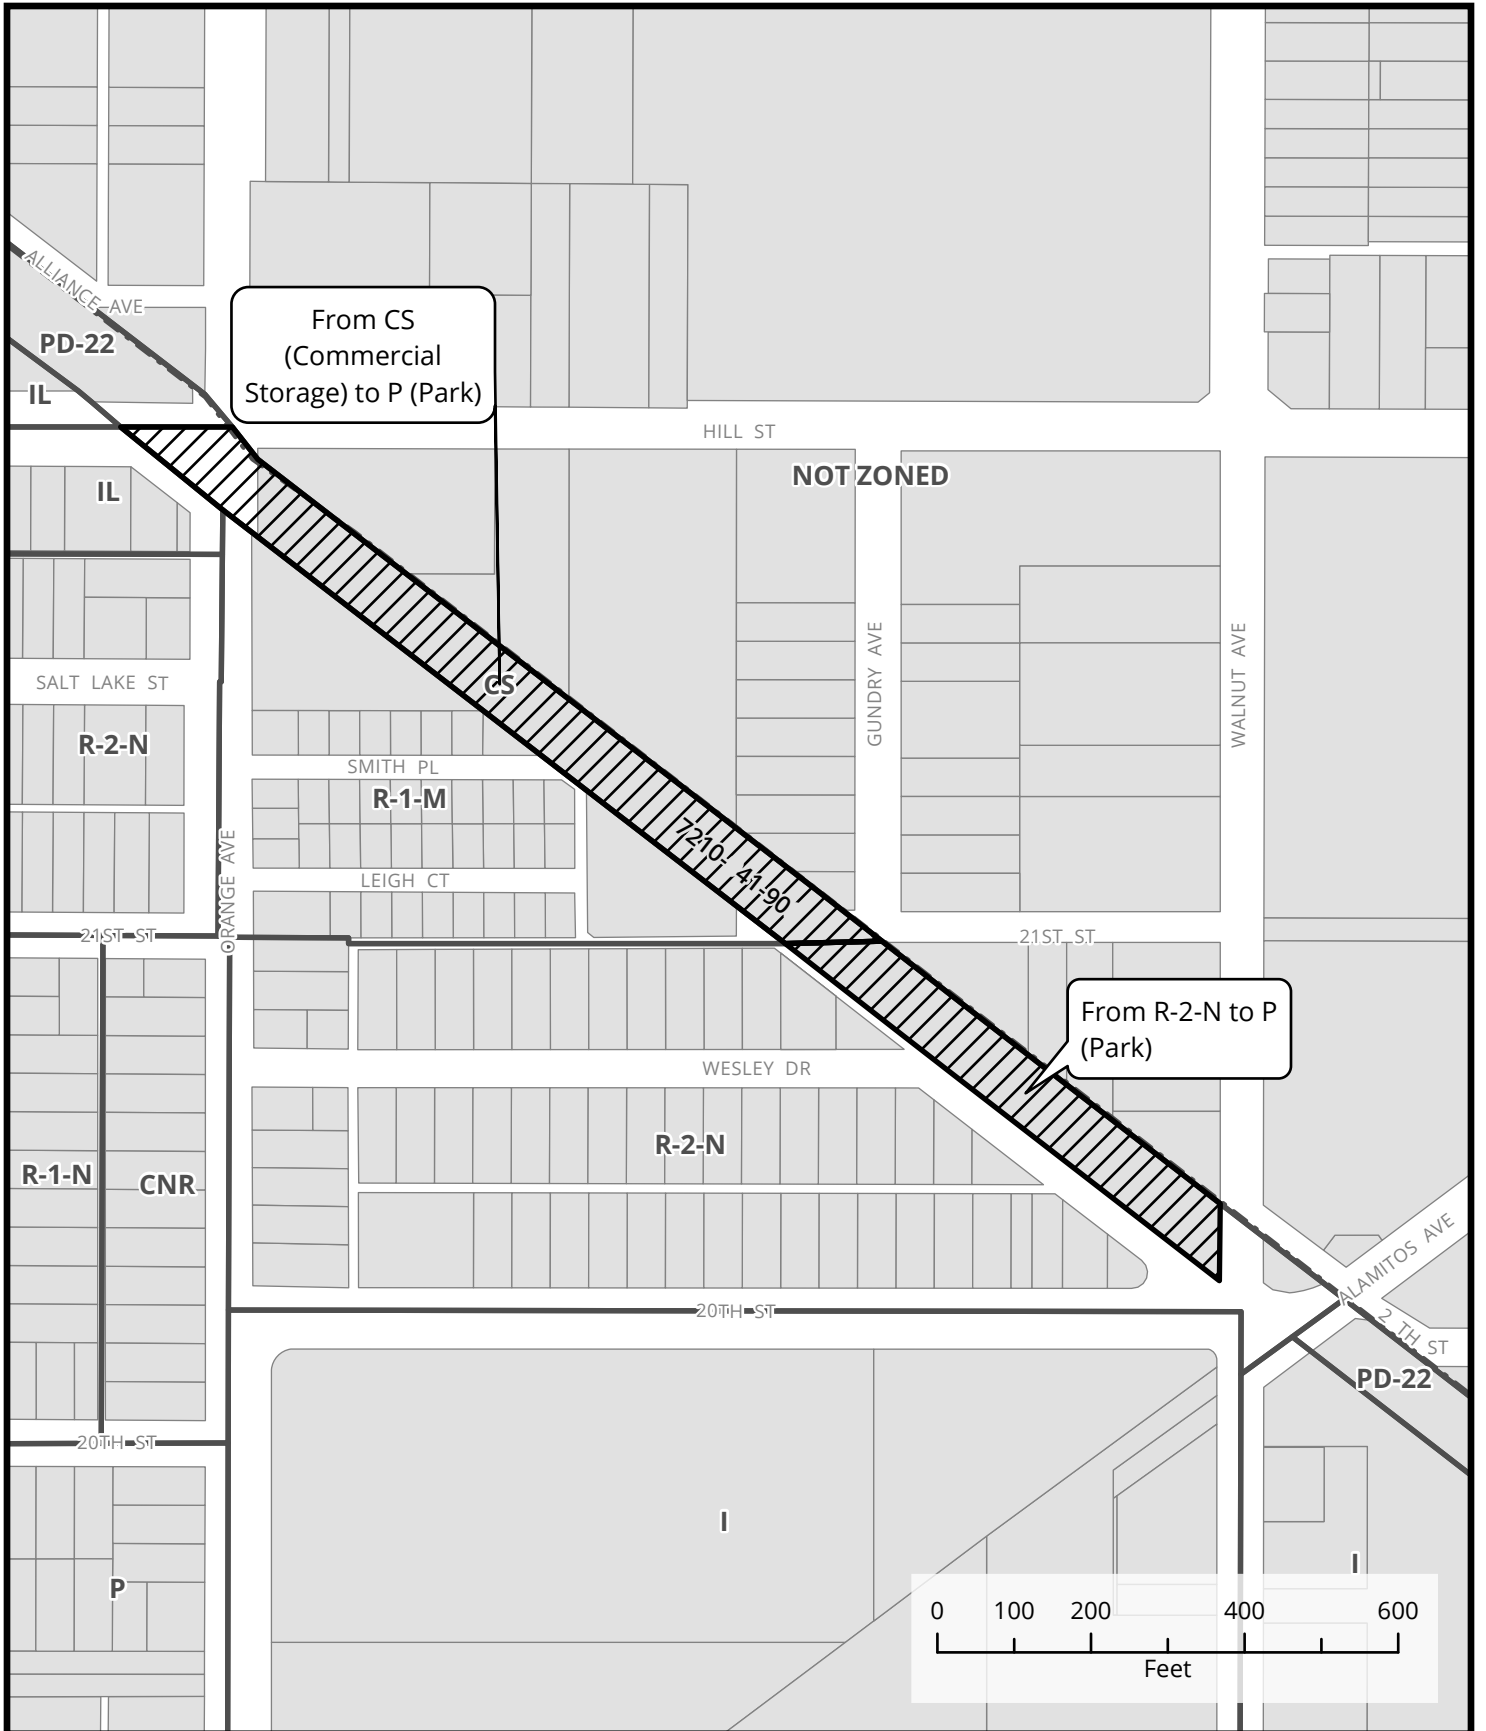 ALLIANCE AVE
PD-22
IL
From CS
(Commercial
Storage) to P (Park)
HILL ST
NOT ZONED
IL
SALT LAKE ST
CS
GUNDRY AVE
WALNUT AVE
R-2-N
SMITH PL
R-1-M
7210- 41-90
ORANGE AVE
LEIGH CT
21ST ST
21ST ST
From R-2-N to P
(Park)
WESLEY DR
R-2-N
R-1-N
CNR
ALAMITOS AVE
20TH ST
2 TH ST
PD-22
20TH ST
I
I
P
0 100 200 400 600
Feet